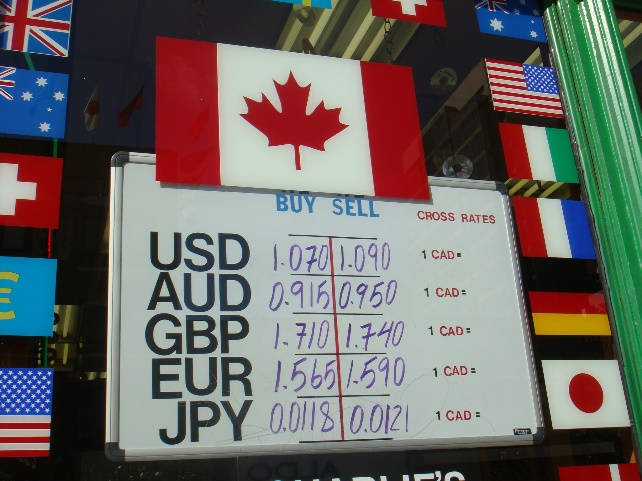 BUY SELL CROSS RATES
USD 1.070 1.090 1 CAD=
AUD 0.915 0.950 1 CAD=
GBP 1.710 1.740 1 CAD=
EUR 1.565 1.590 1 CAD=
JPY 0.0118 0.0121 1 CAD=